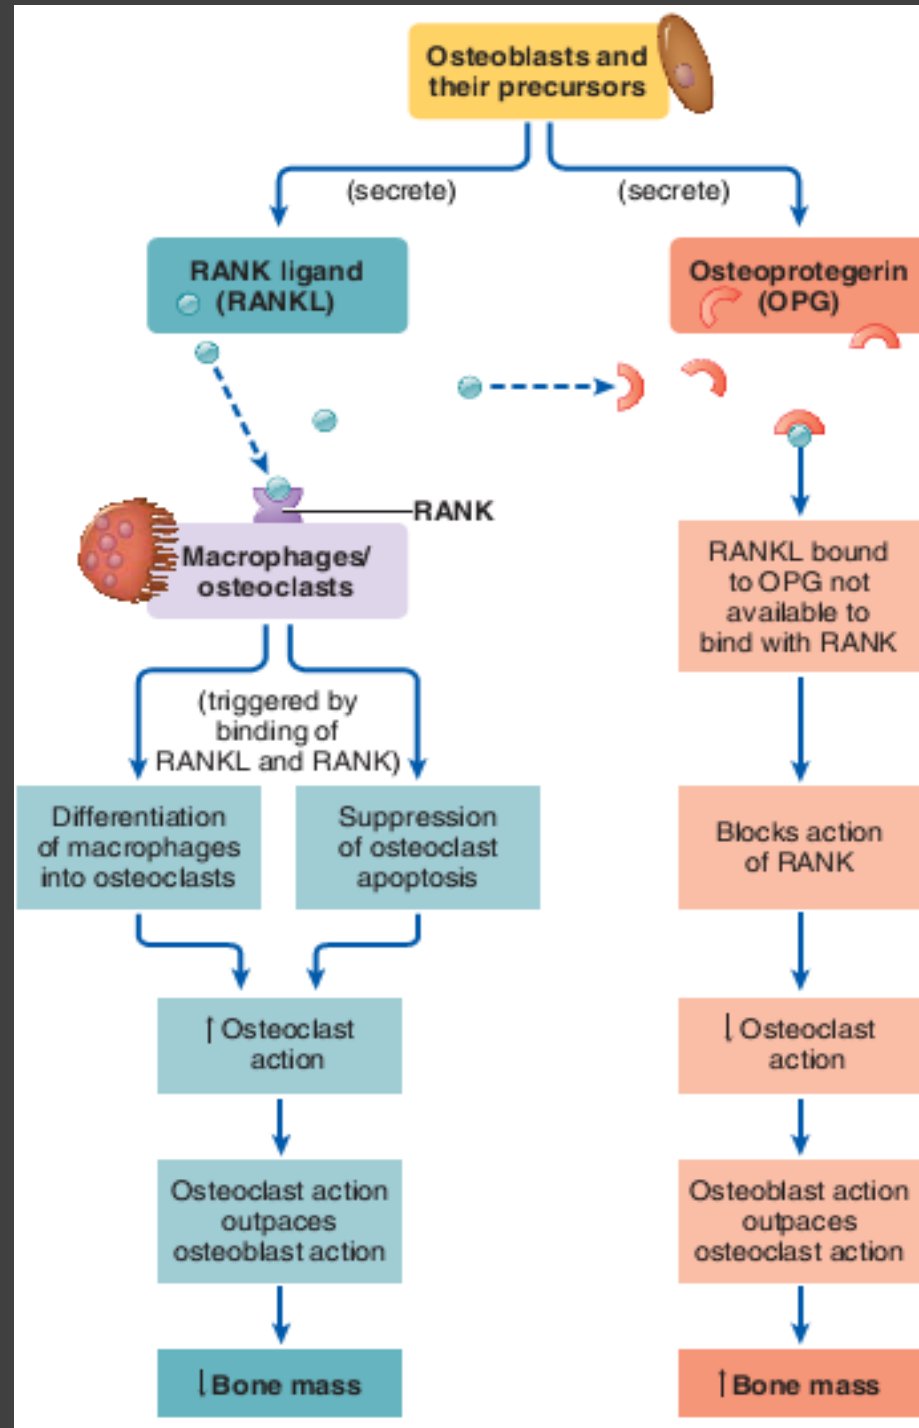 Osteoblasts and
their precursors
(secrete)
(secrete)
RANK ligand
(RANKL)
Osteoprotegerin
(OPG)
RANK
Macrophages/
osteoclasts
(triggered by
binding of
RANKL and RANK)
Differentiation
of macrophages
into osteoclasts
Suppression
of osteoclast
apoptosis
↑ Osteoclast
action
Osteoclast action
outpaces
osteoblast action
↓ Bone mass
RANKL bound
to OPG not
available to
bind with RANK
Blocks action
of RANK
↓ Osteoclast
action
Osteoblast action
outpaces
osteoclast action
↑ Bone mass